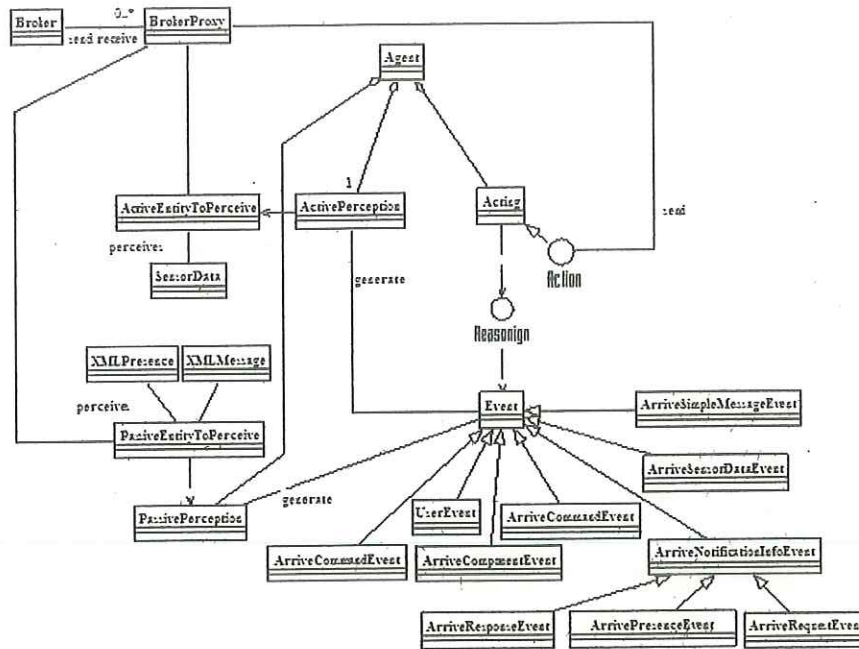 Broker
0..*
BrokerProxy
send receive
Agent
1
ActiveEntityToPerceive
ActivePerception
Acting
send
perceives
SensorData
generate
Action
Reasonign
XMLPresence
XMLMessage
perceive.
Event
ArriveSimpleMessageEvent
PassiveEntityToPerceive
ArriveSensorDataEvent
generate
PassivePerception
UserEvent
ArriveCommandEvent
ArriveCommandEvent
ArriveComponentEvent
ArriveNotificationInfoEvent
ArriveResponseEvent
ArrivePresenceEvent
ArriveRequestEvent